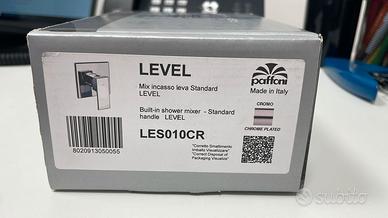 LEVEL
Mix incasso leva Standard
LEVEL
Built-in shower mixer - Standard
handle LEVEL
LES010CR
8020913050055
paffoni
Made in Italy
CROMO
CHROME PLATED
"Corretto Smaltimento
Imballo Visualizzare"
"Correct Disposal of
Packaging Visualize"
subito